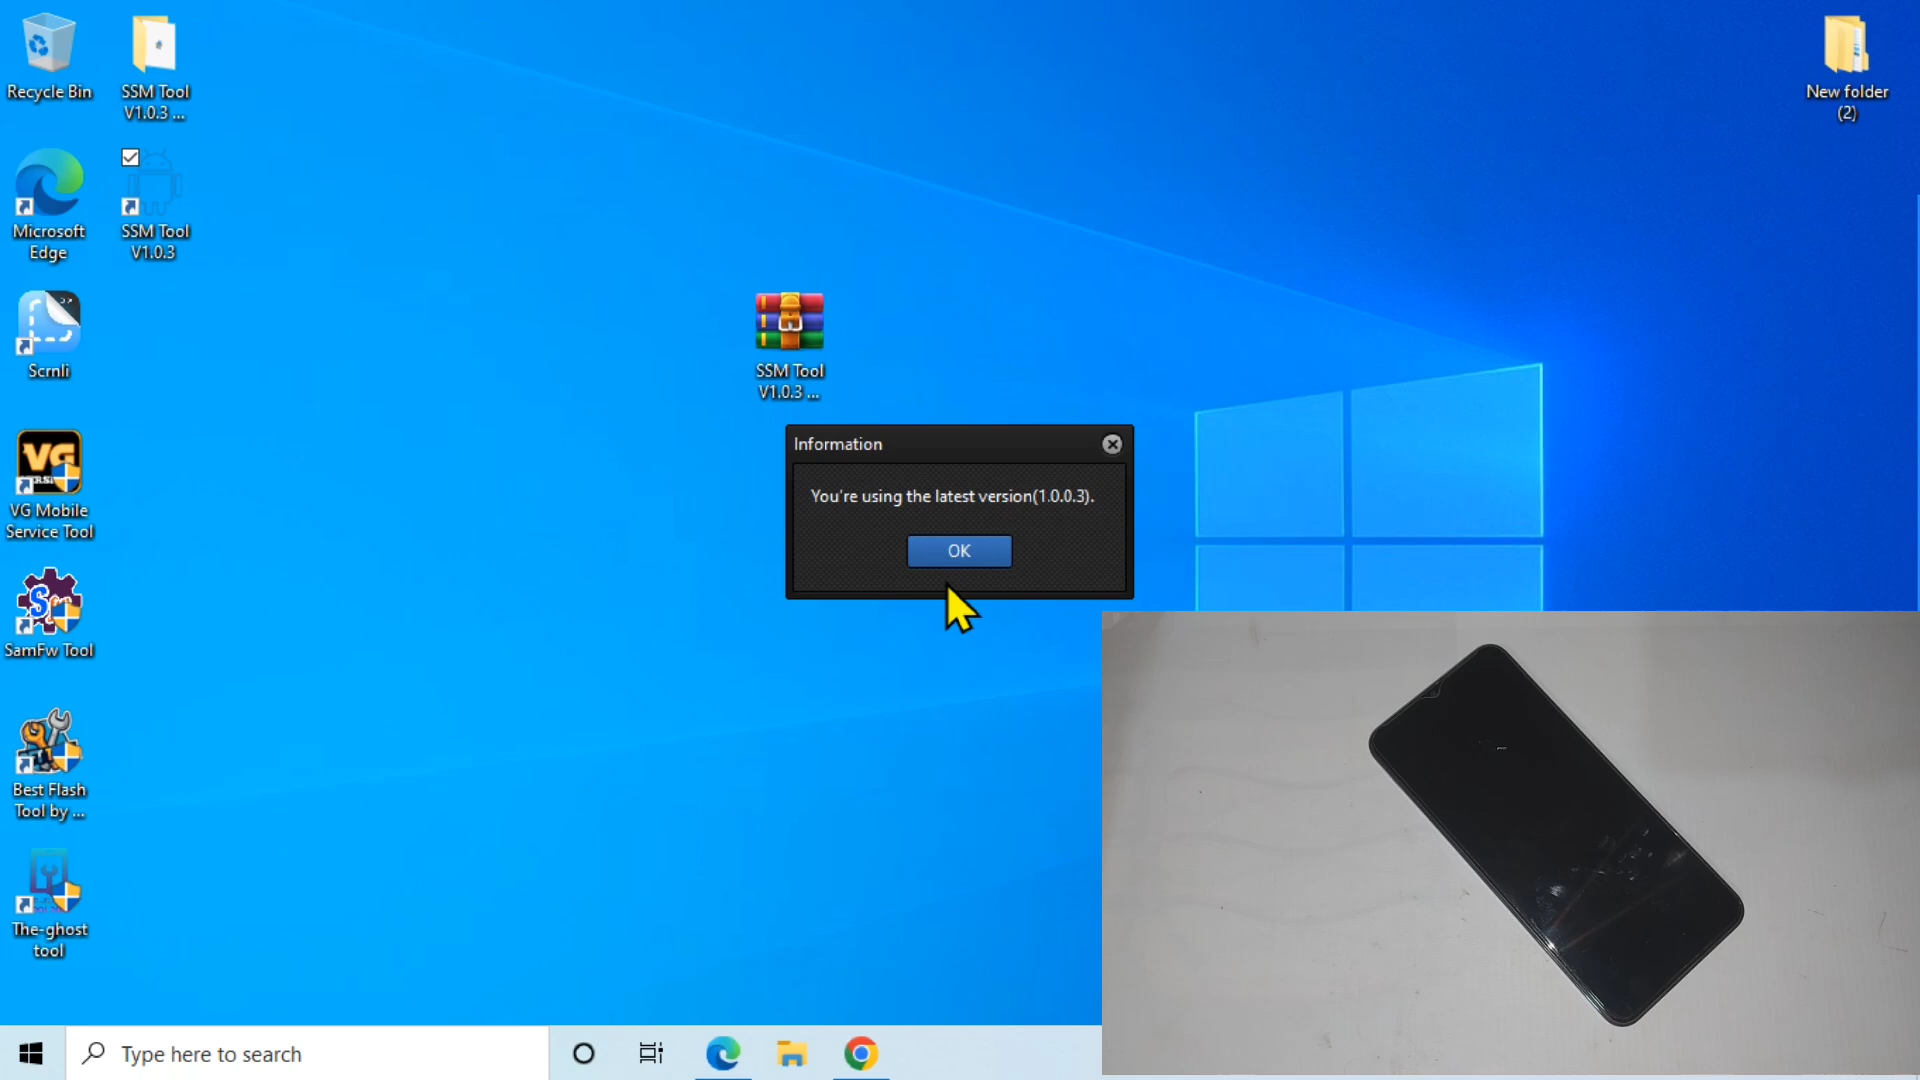 Recycle Bin
SSM Tool
V1.0.3 ...
New folder
(2)
Microsoft
Edge
SSM Tool
V1.0.3
Scrnli
SSM Tool
V1.0.3 ...
Information
You're using the latest version(1.0.0.3).
OK
VG
VG Mobile
Service Tool
SamFw Tool
Best Flash
Tool by ...
The-ghost
tool
Type here to search